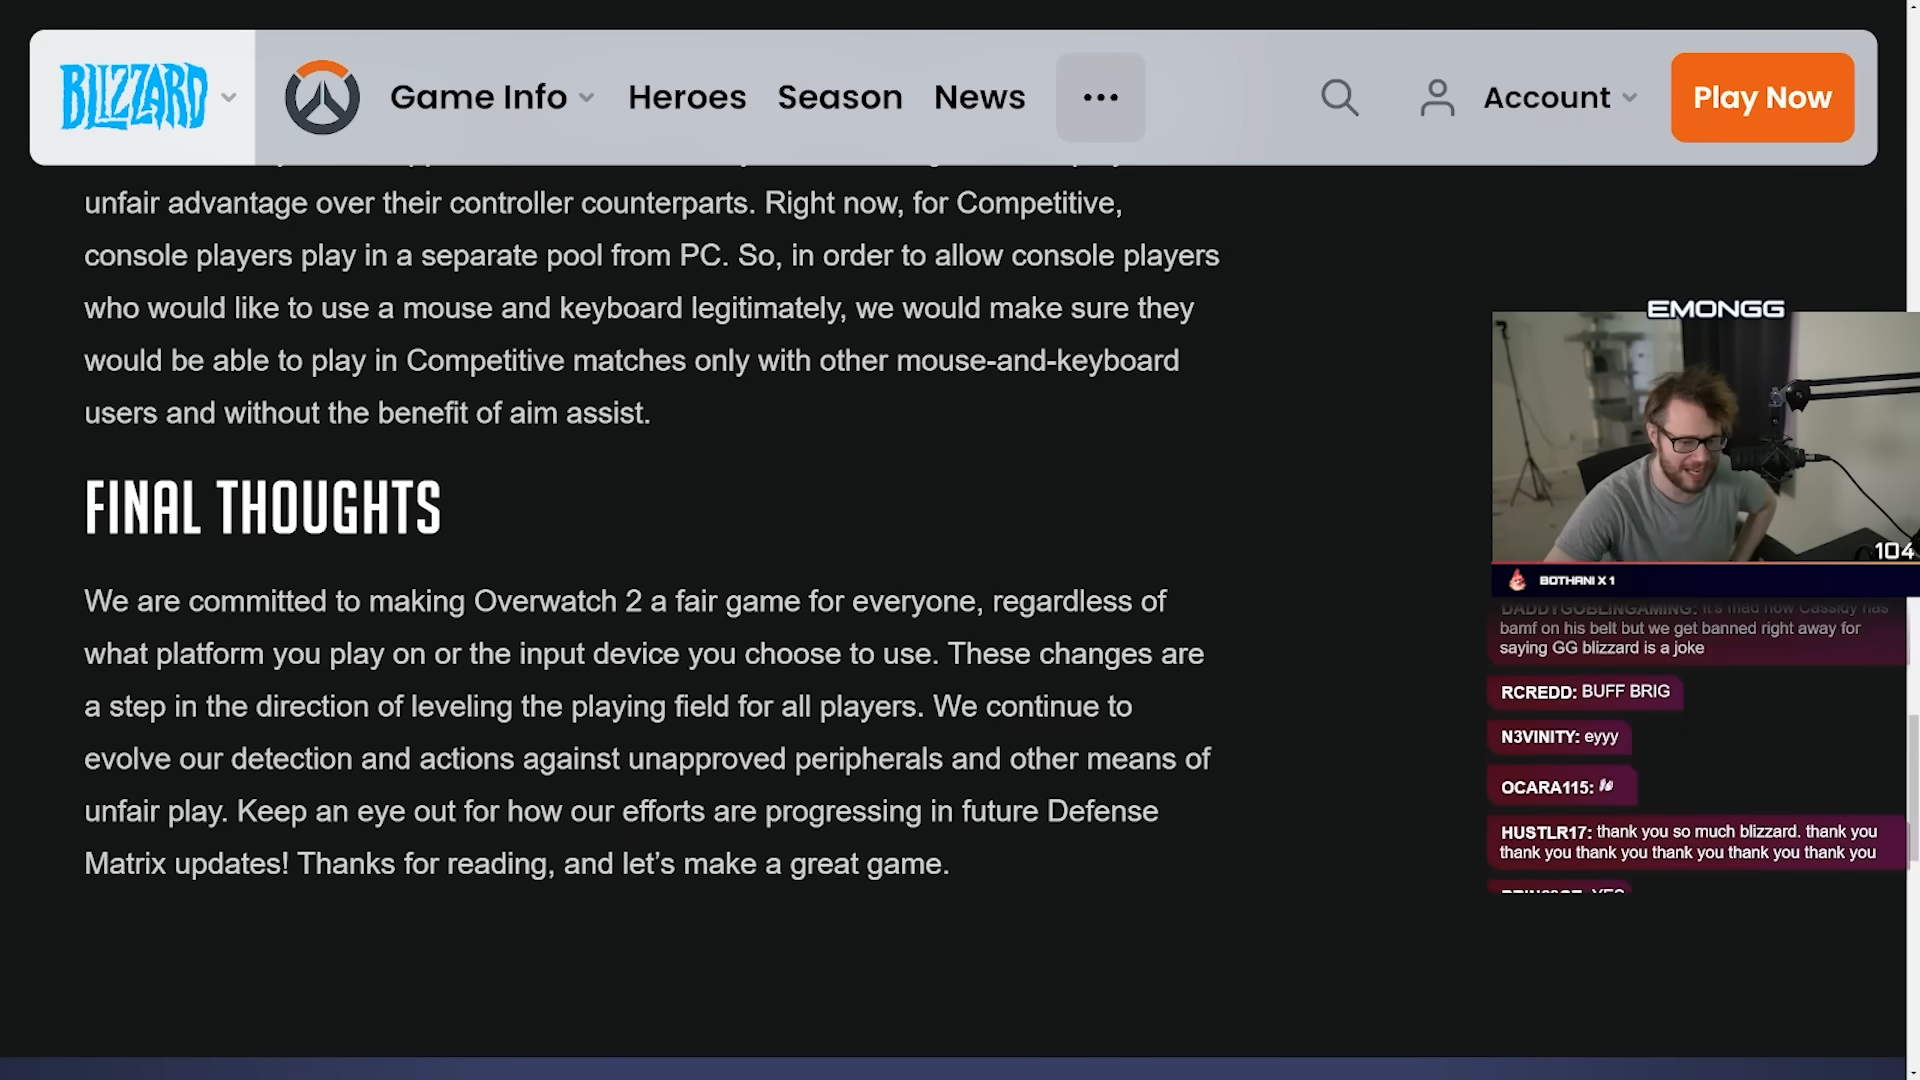 BLIZZARD
Game Info
Heroes
Season
News
Account
Play Now
unfair advantage over their controller counterparts. Right now, for Competitive,
console players play in a separate pool from PC. So, in order to allow console players
who would like to use a mouse and keyboard legitimately, we would make sure they
would be able to play in Competitive matches only with other mouse-and-keyboard
users and without the benefit of aim assist.
FINAL THOUGHTS
We are committed to making Overwatch 2 a fair game for everyone, regardless of
what platform you play on or the input device you choose to use. These changes are
a step in the direction of leveling the playing field for all players. We continue to
evolve our detection and actions against unapproved peripherals and other means of
unfair play. Keep an eye out for how our efforts are progressing in future Defense
Matrix updates! Thanks for reading, and let’s make a great game.
EMONGG
104
BOTHANI X 1
DADDYGOBLINGAMING: It's mad how Cassidy has
bamf on his belt but we get banned right away for
saying GG blizzard is a joke
RCREDD: BUFF BRIG
N3VINITY: eyyy
OCARA115:
HUSTLR17: thank you so much blizzard. thank you
thank you thank you thank you thank you thank you
YES